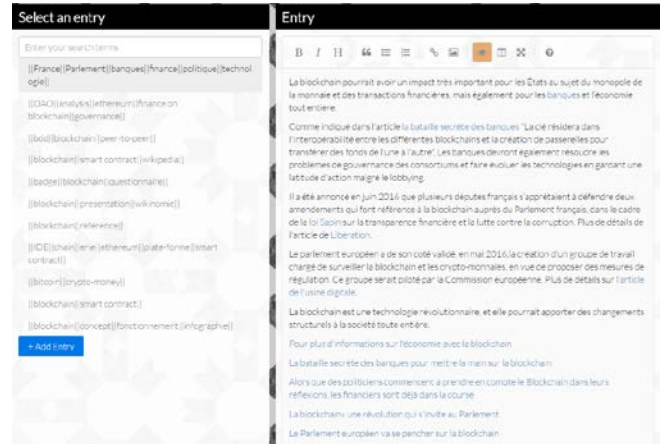 Select an entry
Enter your search terms
||France||Parlement||banques||finance||politique||technol
ogie||
||DAO||analysis||ethereum||finance on
blockchain||governance||
||bdd||blockchain||peer-to-peer||
||blockchain||smart contract||wikipedia||
||badge||blockchain||questionnaire||
||blockchain||presentation||wikinomie||
||blockchain||reference||
||IDE||chain||erie||ethereum||plate-forme||smart
contract||
||bitcoin||crypto-money||
||blockchain||smart contract||
||blockchain||concept||fonctionnement||infographie||
+ Add Entry
Entry
B I H
La blockchain pourrait avoir un impact très important pour les États au sujet du monopole de
la monnaie et des transactions financières, mais également pour les banques et l'économie
tout entière.
Comme indiqué dans l'article la bataille secrète des banques "La clé résidera dans
l'interopérabilité entre les différentes blockchains et la création de passerelles pour
transférer des fonds de l'une à l'autre". Les banques devront également résoudre les
problèmes de gouvernance des consortiums et faire evoluer les technologies en gardant une
latitude d'action malgré le lobbying.
Il a été annoncé en juin 2016 que plusieurs députés français s'apprêtaient à défendre deux
amendements qui font référence à la blockchain auprès du Parlement français, dans le cadre
de la loi Sapin sur la transparence financière et la lutte contre la corruption. Plus de détails de
l'article de Liberation.
Le parlement européen a de son coté validé, en mai 2016, la création d'un groupe de travail
chargé de surveiller la blockchain et les crypto-monnaies, en vue de proposer des mesures de
régulation. Ce groupe serait piloté par la Commission européenne. Plus de détails sur l'article
de l'usine digitale.
La blockchain est une technologie révolutionnaire, et elle pourrait apporter des changements
structurels à la société toute entière.
Pour plus d'informations sur l'économie avec la blockchain
La bataille secrète des banques pour mettre la main sur la blockchain
Alors que des politiciens commencent à prendre en compte le Blockchain dans leurs
réflexions, les financiers sont déjà dans la course
La blockchain: une révolution qui s'invite au Parlement
Le Parlement européen va se pencher sur la blockchain